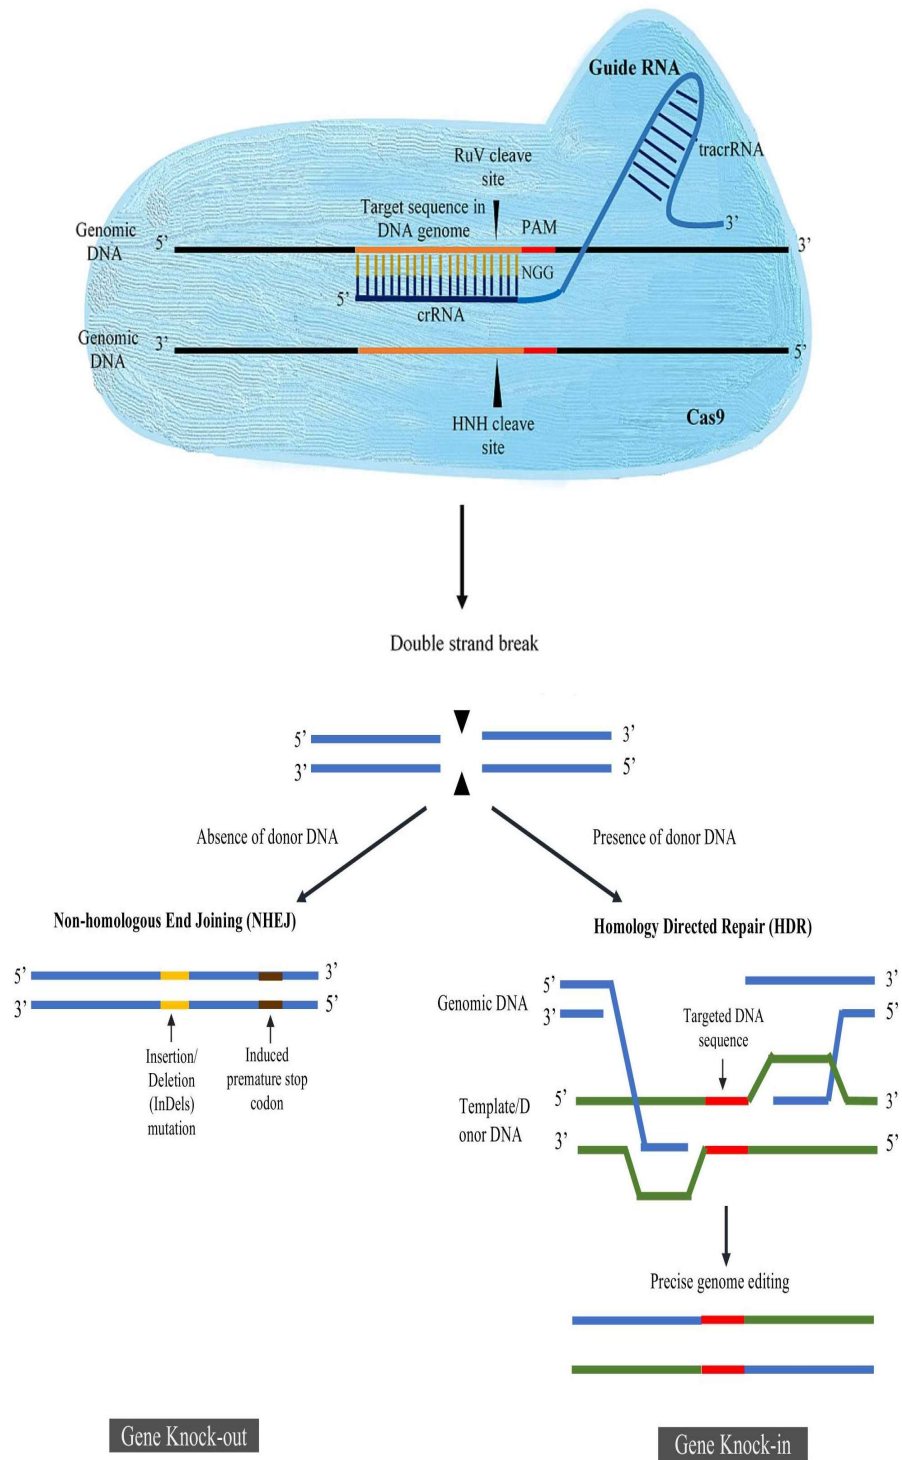 Guide RNA
tracrRNA
3’
RuV cleave
site
Target sequence in
DNA genome
PAM
Genomic
DNA
5’
3’
NGG
5’
crRNA
Genomic
DNA
3’
5’
Cas9
HNH cleave
site
Double strand break
5’
3’
3’
5’
Absence of donor DNA
Presence of donor DNA
Non-homologous End Joining (NHEJ)
5’
3’
3’
5’
Insertion/
Deletion
(InDels)
mutation
Induced
premature stop
codon
Homology Directed Repair (HDR)
Genomic DNA
5’
3’
3’
5’
Targeted DNA
sequence
Template/D
onor DNA
5’
3’
3’
5’
Precise genome editing
Gene Knock-out
Gene Knock-in